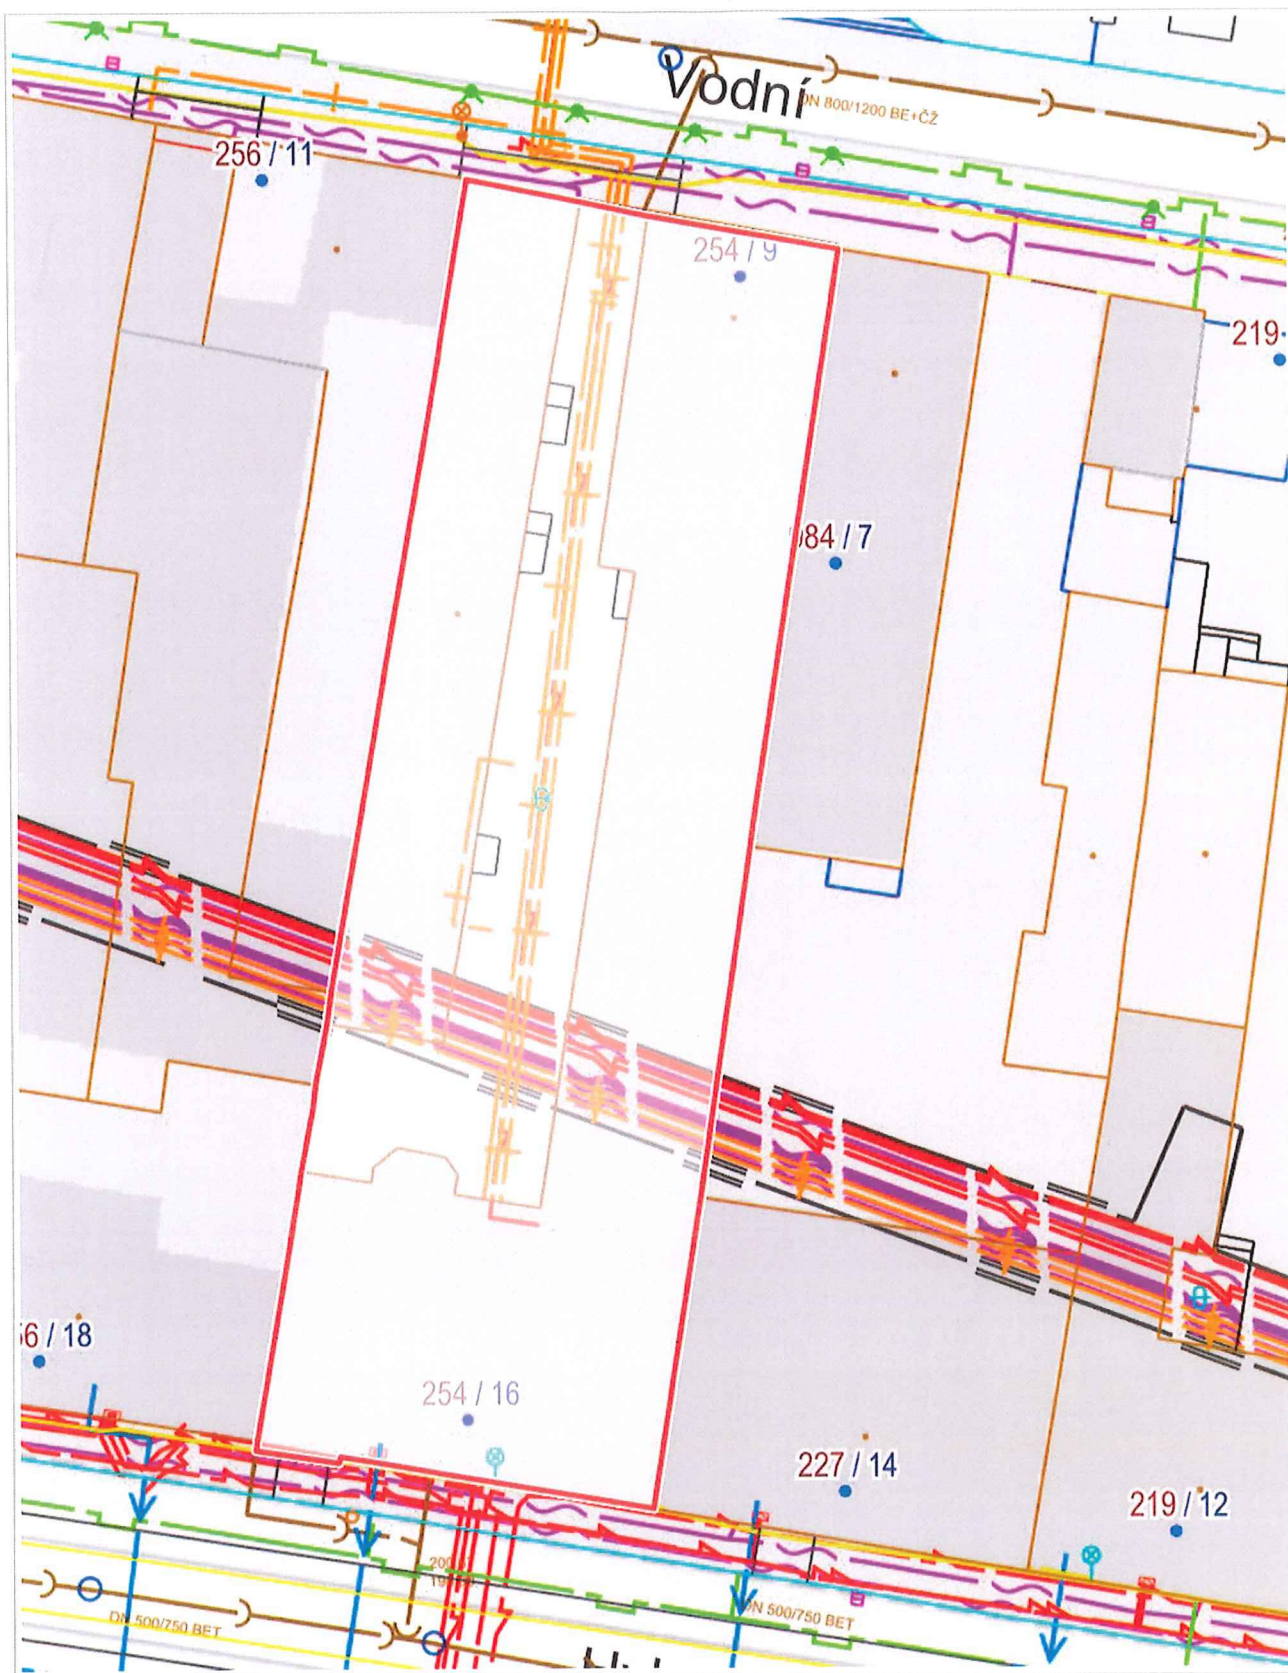 Vodní
DN 800/1200 BE+ČZ
256 / 11
254 / 9
219
84 / 7
6 / 18
254 / 16
227 / 14
219 / 12
DN 500/750 BET
DN 500/750 BET